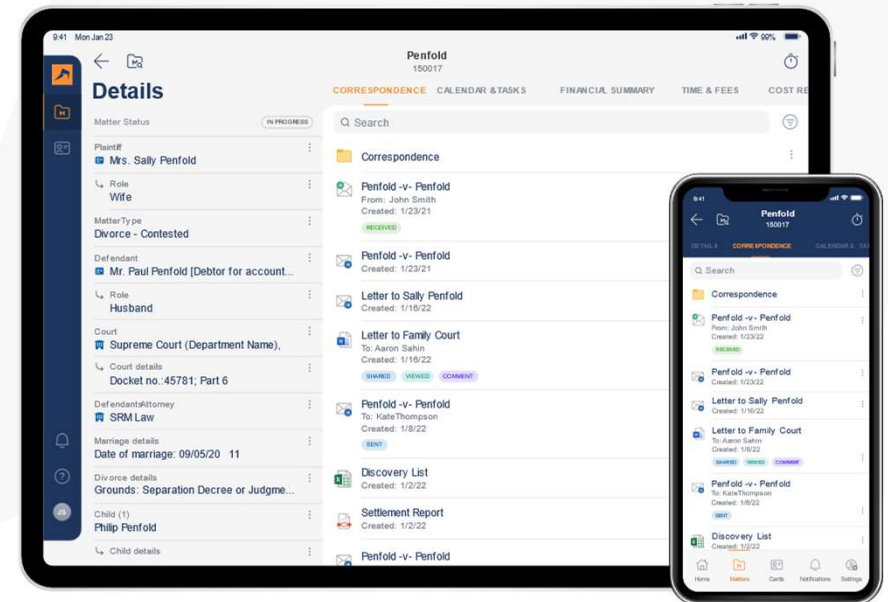 9:41 Mon Jan 23
99%
Penfold
150017
Details
CORRESPONDENCE CALENDAR & TASKS FINANCIAL SUMMARY TIME & FEES COST RE
Matter Status IN PROGRESS
Plaintiff
Mrs. Sally Penfold
Role
Wife
Matter Type
Divorce - Contested
Defendant
Mr. Paul Penfold [Debtor for account...
Role
Husband
Court
Supreme Court (Department Name),
Court details
Docket no.:45781; Part 6
DefendantsAttorney
SRM Law
Marriage details
Date of marriage: 09/05/20 11
Divorce details
Grounds: Separation Decree or Judgme...
Child (1)
Philip Penfold
Child details
JS
Search
Correspondence
Penfold -v- Penfold
From: John Smith
Created: 1/23/21
RECEIVED
Penfold -v- Penfold
Created: 1/23/21
Letter to Sally Penfold
Created: 1/16/22
Letter to Family Court
To: Aaron Sahin
Created: 1/16/22
SHARED VIEWED COMMENT
Penfold -v- Penfold
To: KateThompson
Created: 1/8/22
SENT
Discovery List
Created: 1/2/22
Settlement Report
Created: 1/2/22
Penfold -v- Penfold
9:41
Penfold
150017
DETAILS CORRESPONDENCE CALENDAR & TAS
Search
Correspondence
Penfold -v- Penfold
From: John Smith
Created: 1/23/22
RECEIVED
Penfold -v- Penfold
Created: 1/23/22
Letter to Sally Penfold
Created: 1/16/22
Letter to Family Court
To: Aaron Sahin
Created: 1/6/22
SHARED VIEWED COMMENT
Penfold -v- Penfold
To: KateThompson
Created: 1/8/22
SENT
Discovery List
Created: 1/2/22
Home Matters Cards Notifications Settings